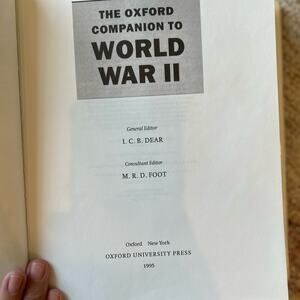 THE OXFORD
COMPANION TO
WORLD
WAR II
General Editor
I. C. B. DEAR
Consultant Editor
M. R. D. FOOT
Oxford New York
OXFORD UNIVERSITY PRESS
1995